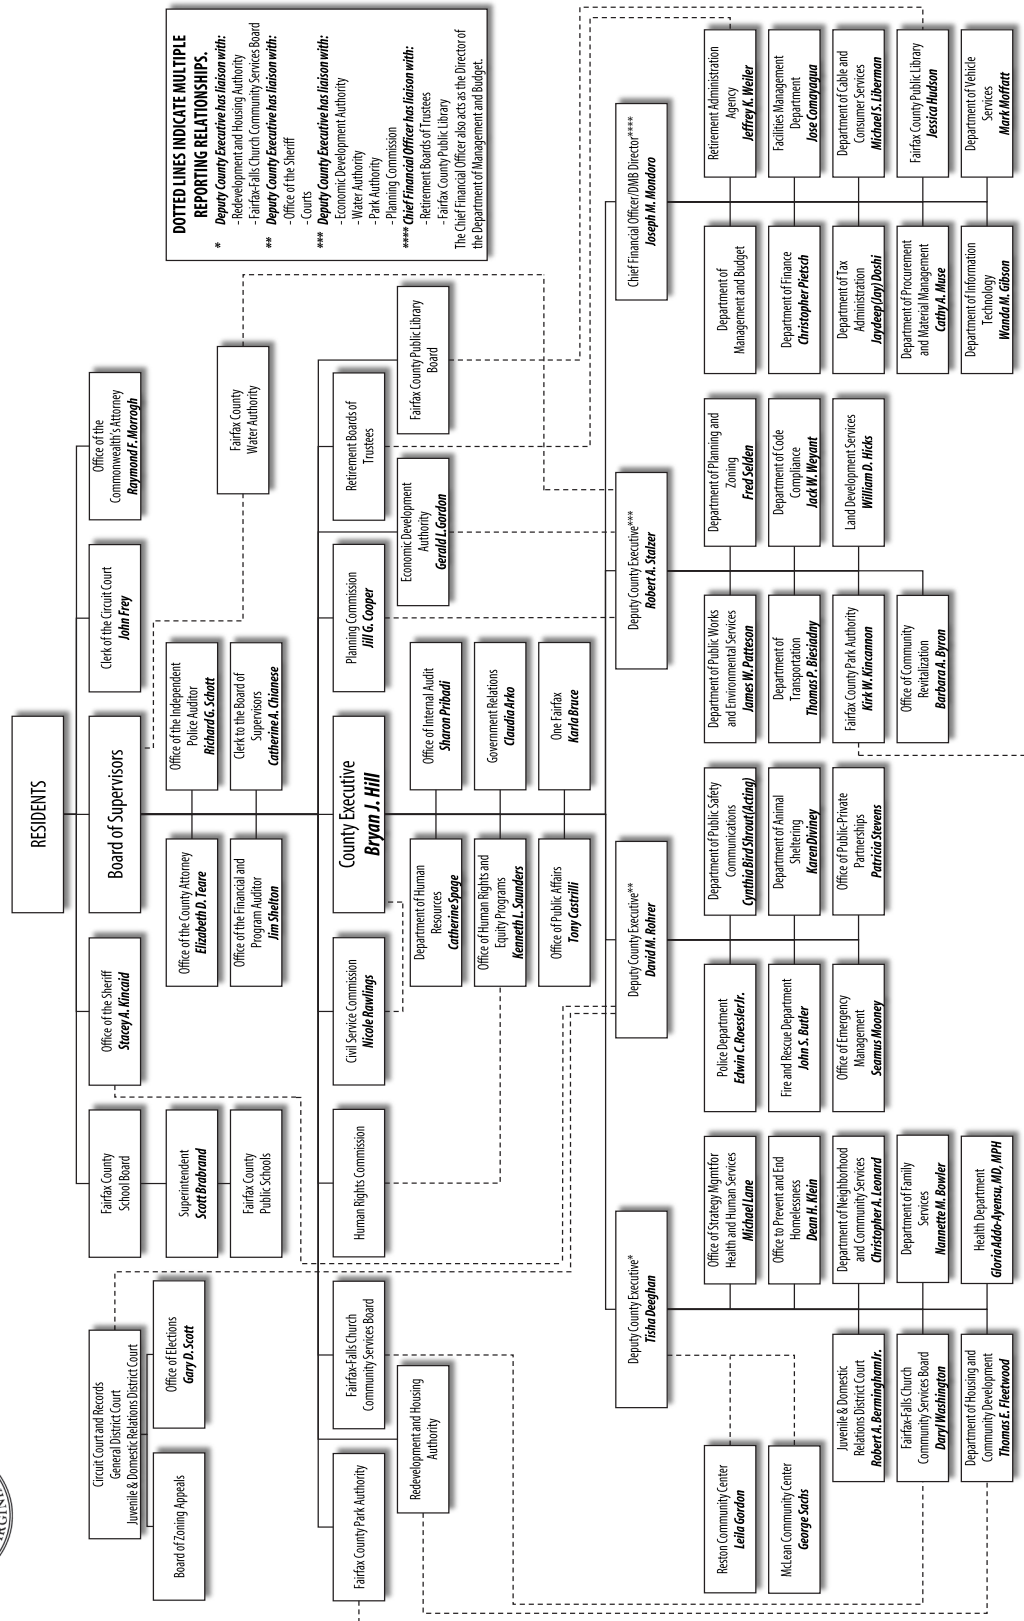 RGINI
RESIDENTS
Fairfax County
School Board
Superintendent
Scott Brabrand
Fairfax County
Public Schools
Office of the Sheriff
Stacey A. Kincaid
Board of Supervisors
Clerk of the Circuit Court
John Frey
Office of the
Commonwealth's Attorney
Raymond F. Morrogh
Circuit Court and Records
General District Court
Juvenile & Domestic Relations District Court
Board of Zoning Appeals
Office of Elections
Gary D. Scott
Office of the County Attorney
Elizabeth D. Teare
Office of the Independent
Police Auditor
Richard G. Schott
Office of the Financial and
Program Auditor
Jim Shelton
Clerk to the Board of
Supervisors
Catherine A. Chianese
Fairfax County
Water Authority
DOTTED LINES INDICATE MULTIPLE
REPORTING RELATIONSHIPS.
* Deputy County Executive has liaison with:
- Redevelopment and Housing Authority
- Fairfax-Falls Church Community Services Board
** Deputy County Executive has liaison with:
- Office of the Sheriff
- Courts
*** Deputy County Executive has liaison with:
- Economic Development Authority
- Water Authority
- Park Authority
- Planning Commission
**** Chief Financial Officer has liaison with:
- Retirement Boards of Trustees
- Fairfax County Public Library
The Chief Financial Officer also acts as the Director of
the Department of Management and Budget.
Fairfax County Park Authority
Fairfax-Falls Church
Community Services Board
Human Rights Commission
Civil Service Commission
Nicole Rawlings
County Executive
Bryan J. Hill
Planning Commission
Jill G. Cooper
Retirement Boards of
Trustees
Redevelopment and Housing
Authority
Economic Development
Authority
Gerald L. Gordon
Fairfax County Public Library
Board
Department of Human
Resources
Catherine Spage
Office of Internal Audit
Sharon Pribadi
Office of Human Rights and
Equity Programs
Kenneth L. Saunders
Government Relations
Claudia Arko
Office of Public Affairs
Tony Castrilli
One Fairfax
Karla Bruce
Deputy County Executive*
Tisha Deeghan
Deputy County Executive**
David M. Rohrer
Deputy County Executive***
Robert A. Stalzer
Chief Financial Officer/DMB Director****
Joseph M. Mondoro
Reston Community Center
Leila Gordon
McLean Community Center
George Sachs
Office of Strategy Mgmt for
Health and Human Services
Michael Lane
Office to Prevent and End
Homelessness
Dean H. Klein
Juvenile & Domestic
Relations District Court
Robert A. Bermingham Jr.
Department of Neighborhood
and Community Services
Christopher A. Leonard
Fairfax-Falls Church
Community Services Board
Daryl Washington
Department of Family
Services
Nannette M. Bowler
Department of Housing and
Community Development
Thomas E. Fleetwood
Health Department
Gloria Addo-Ayensu, MD, MPH
Police Department
Edwin C. Roessler Jr.
Department of Public Safety
Communications
Cynthia Bird Shrout (Acting)
Fire and Rescue Department
John S. Butler
Department of Animal
Sheltering
Karen Diviney
Office of Emergency
Management
Seamus Mooney
Office of Public-Private
Partnerships
Patricia Stevens
Department of Public Works
and Environmental Services
James W. Patteson
Department of Planning and
Zoning
Fred Selden
Department of
Transportation
Thomas P. Biesiadny
Department of Code
Compliance
Jack W. Weyant
Fairfax County Park Authority
Kirk W. Kincannon
Land Development Services
William D. Hicks
Office of Community
Revitalization
Barbara A. Byron
Department of
Management and Budget
Retirement Administration
Agency
Jeffrey K. Weiler
Department of Finance
Christopher Pietsch
Facilities Management
Department
Jose Comayagua
Department of Tax
Administration
Jaydeep (Jay) Doshi
Department of Cable and
Consumer Services
Michael S. Liberman
Department of Procurement
and Material Management
Cathy A. Muse
Fairfax County Public Library
Jessica Hudson
Department of Information
Technology
Wanda M. Gibson
Department of Vehicle
Services
Mark Moffatt